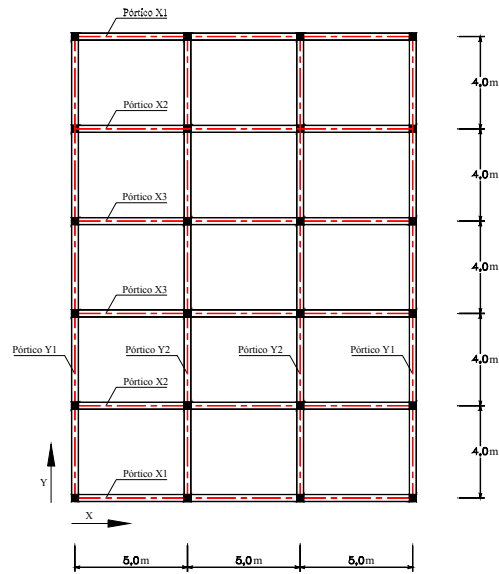 Pórtico X1
4,0m
Pórtico X2
4,0m
Pórtico X3
4,0m
Pórtico X3
Pórtico Y1 Pórtico Y2 Pórtico Y2 Pórtico Y1
4,0m
Pórtico X2
4,0m
Pórtico X1
Y
X
5,0m 5,0m 5,0m